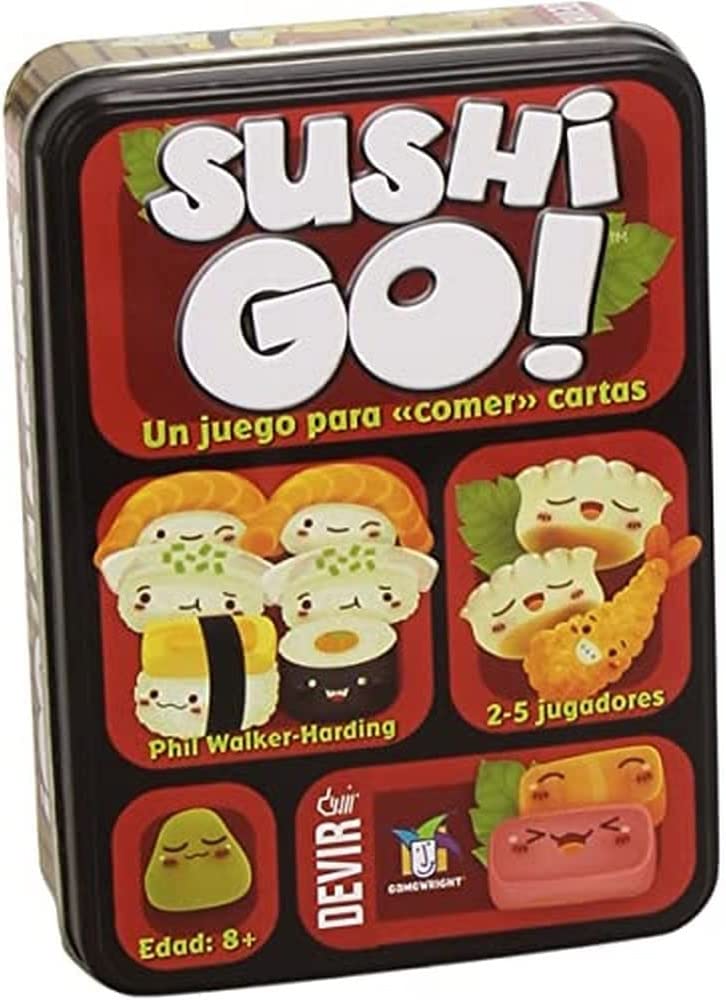 SUSHi
GO!™
Un juego para «comer» cartas
Phil Walker-Harding
2-5 jugadores
Edad: 8+
DEVIR
GAMEWRIGHT